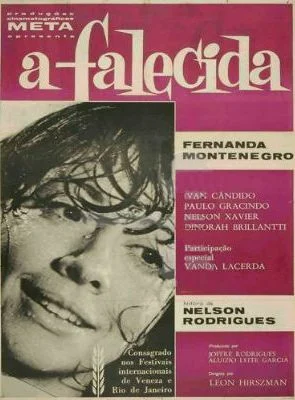 produções
cinematográficas
META
apresenta
a falecida
FERNANDA
MONTENEGRO
IVAN CÂNDIDO
PAULO GRACINDO
NELSON XAVIER
DINORAH BRILLANTTI
Participação
especial
VANDA LACERDA
história de
NELSON
RODRIGUES
Produzido por
JOFFRE RODRIGUES
ALUIZIO LEITE GARCIA
Dirigido por
LEON HIRSZMAN
Consagrado
nos Festivais
internacionais
de Veneza e
Rio de Janeiro